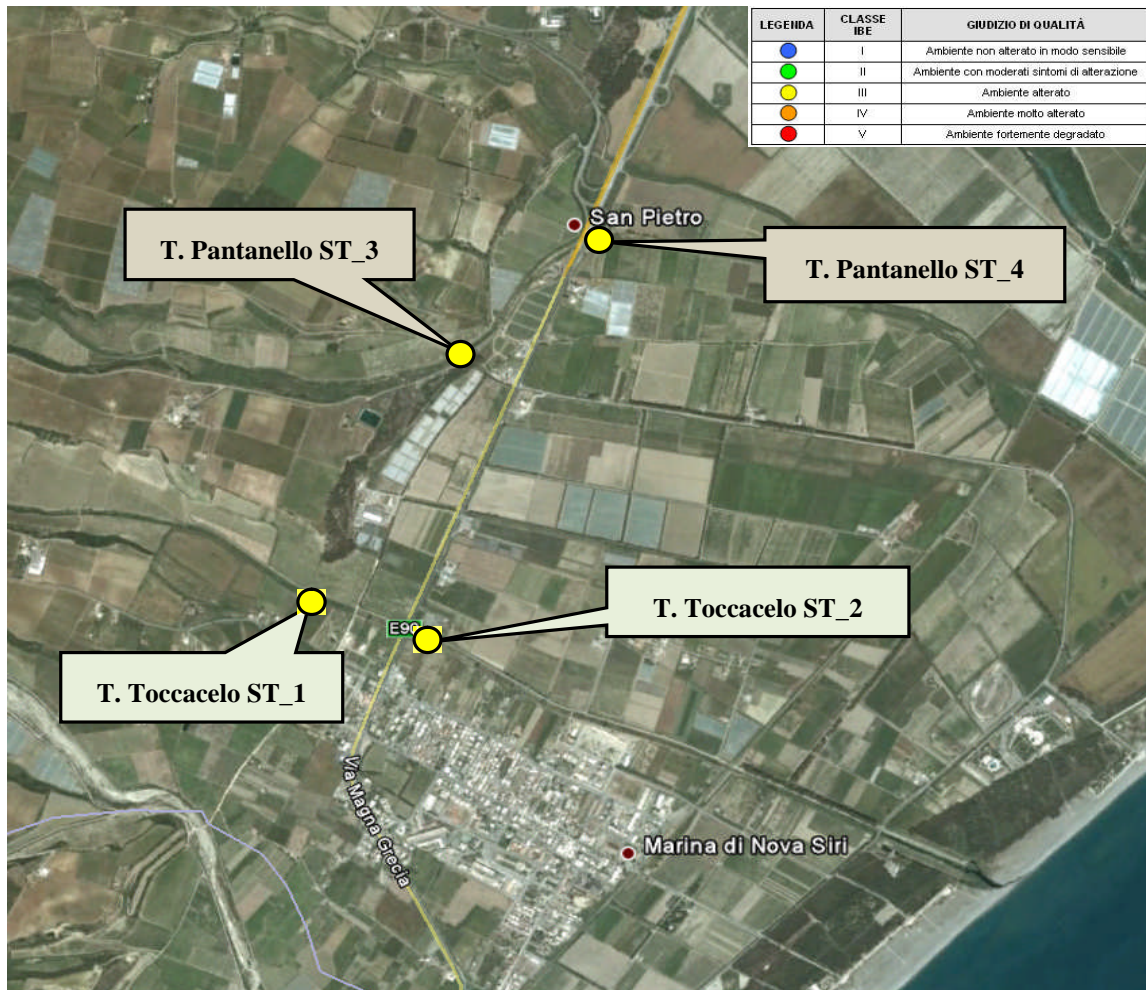 LEGENDA
CLASSE
IBE
GIUDIZIO DI QUALITÀ
I
Ambiente non alterato in modo sensibile
II
Ambiente con moderati sintomi di alterazione
III
Ambiente alterato
IV
Ambiente molto alterato
V
Ambiente fortemente degradato
San Pietro
T. Pantanello ST_3
T. Pantanello ST_4
T. Toccacelo ST_2
T. Toccacelo ST_1
Via Magna Grecia
Marina di Nova Siri